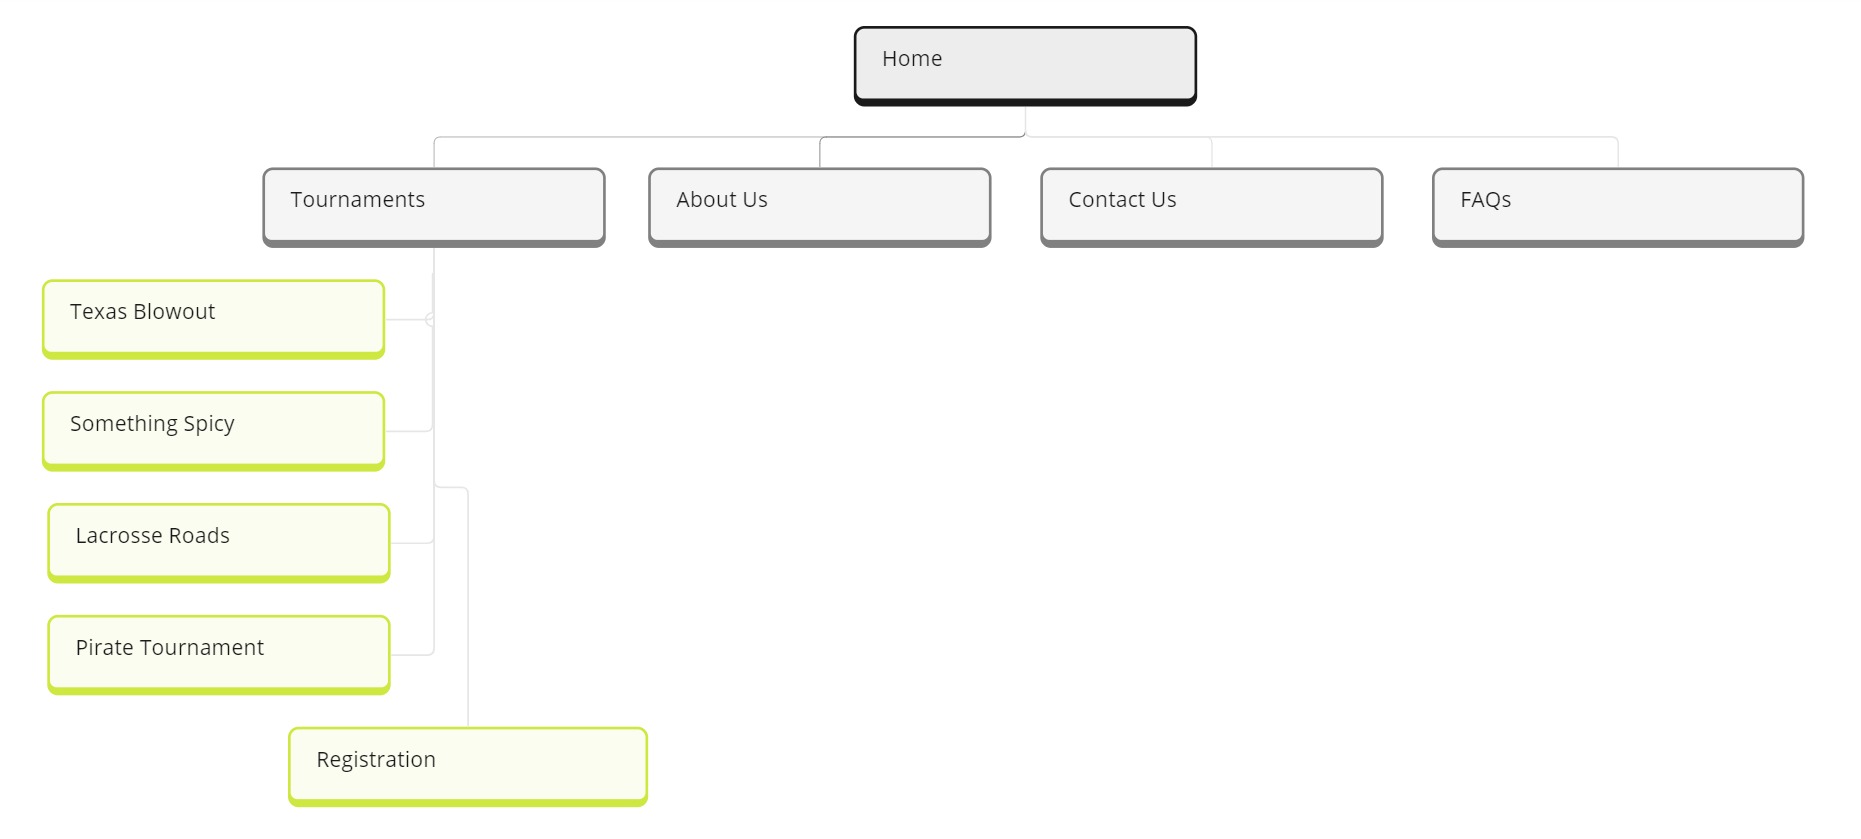 Home
Tournaments
About Us
Contact Us
FAQs
Texas Blowout
Something Spicy
Lacrosse Roads
Pirate Tournament
Registration